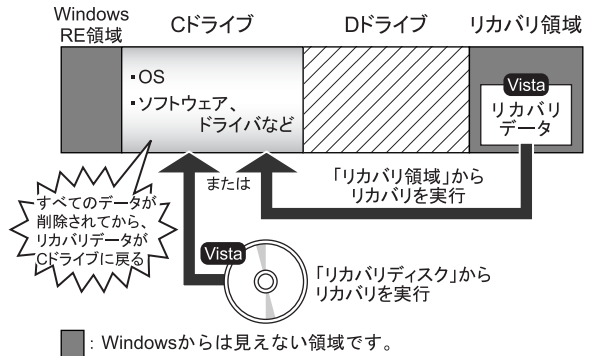 Windows
RE領域
Cドライブ
Dドライブ
リカバリ領域
▪OS
▪ソフトウェア、
ドライバなど
Vista
リカバリ
データ
または
「リカバリ領域」から
リカバリを実行
すべてのデータが
削除されてから、
リカバリデータが
Cドライブに戻る
Vista
「リカバリディスク」から
リカバリを実行
：Windowsからは見えない領域です。